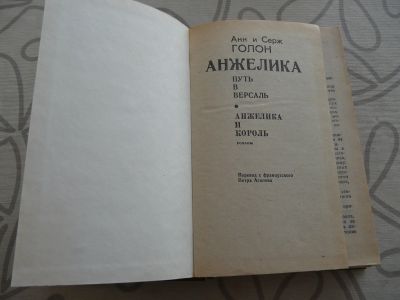 Анн и Серж
ГОЛОН
АНЖЕЛИКА
ПУТЬ
В
ВЕРСАЛЬ
•
АНЖЕЛИКА
И
КОРОЛЬ
РОМАНЫ
Перевод с французского